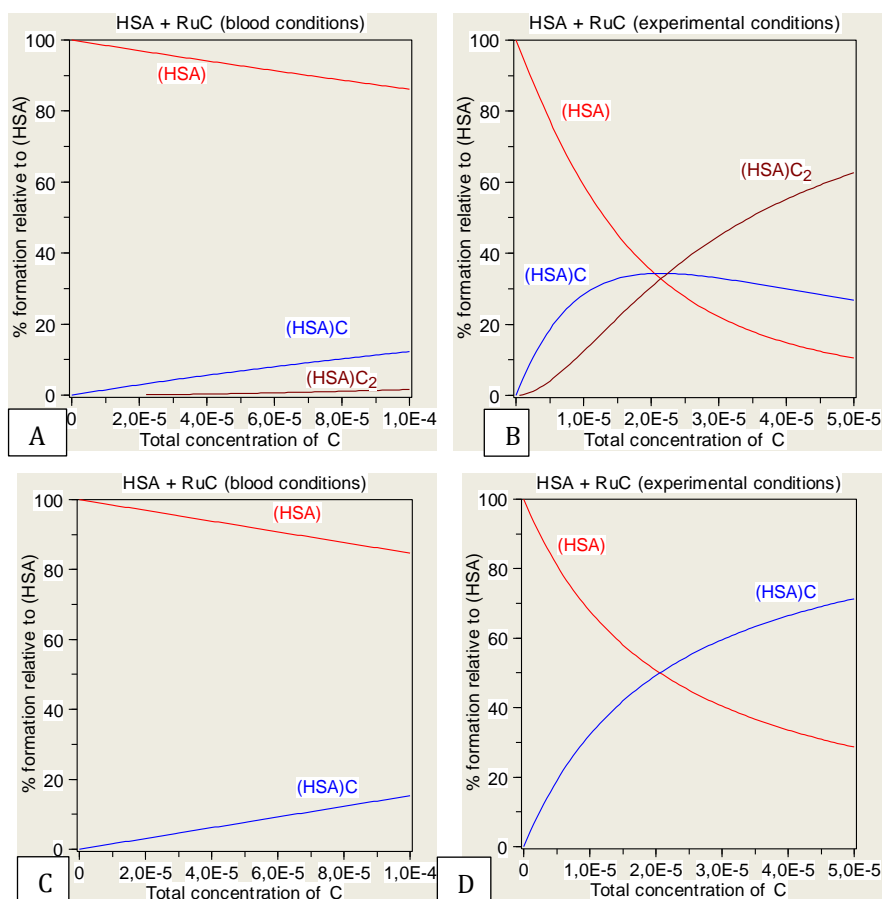 HSA + RuC (blood conditions)
% formation relative to (HSA)
100
80
60
40
20
0
(HSA)
(HSA)C
(HSA)C2
0 2,0E-5 4,0E-5 6,0E-5 8,0E-5 1,0E-4
Total concentration of C
A
HSA + RuC (experimental conditions)
% formation relative to (HSA)
100
80
60
40
20
0
(HSA)
(HSA)C2
(HSA)C
1,0E-5 2,0E-5 3,0E-5 4,0E-5 5,0E-5
Total concentration of C
B
HSA + RuC (blood conditions)
% formation relative to (HSA)
100
80
60
40
20
0
(HSA)
(HSA)C
0 2,0E-5 4,0E-5 6,0E-5 8,0E-5 1,0E-4
Total concentration of C
C
HSA + RuC (experimental conditions)
% formation relative to (HSA)
100
80
60
40
20
0
(HSA)
(HSA)C
0 1,0E-5 2,0E-5 3,0E-5 4,0E-5 5,0E-5
Total concentration of C
D